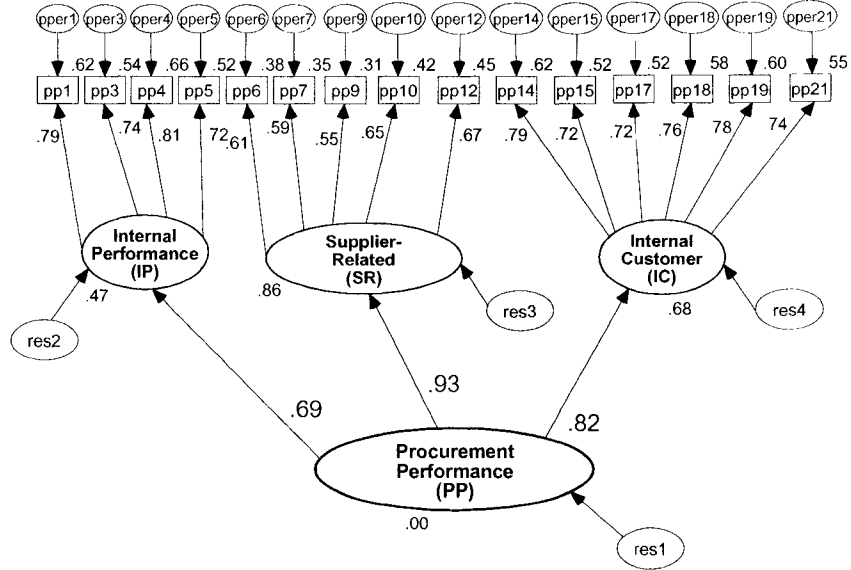 pper1 pper3 pper4 pper5 pper6 pper7 pper9 pper10 pper12 pper14 pper15 pper17 pper18 pper19 pper21
.62 .54 .66 .52 .38 .35 .31 .42 .45 .62 .52 .52 58 .60 55
pp1 pp3 pp4 pp5 pp6 pp7 pp9 pp10 pp12 pp14 pp15 pp17 pp18 pp19 pp21
.79 .74 .81 72 .61 .59 .55 .65 .67 .79 .72 .72 .76 78 74
Internal
Performance
(IP)
Supplier-
Related
(SR)
Internal
Customer
(IC)
.47 .86 .68
res2 res3 res4
.69 .93 .82
Procurement
Performance
(PP)
.00
res1